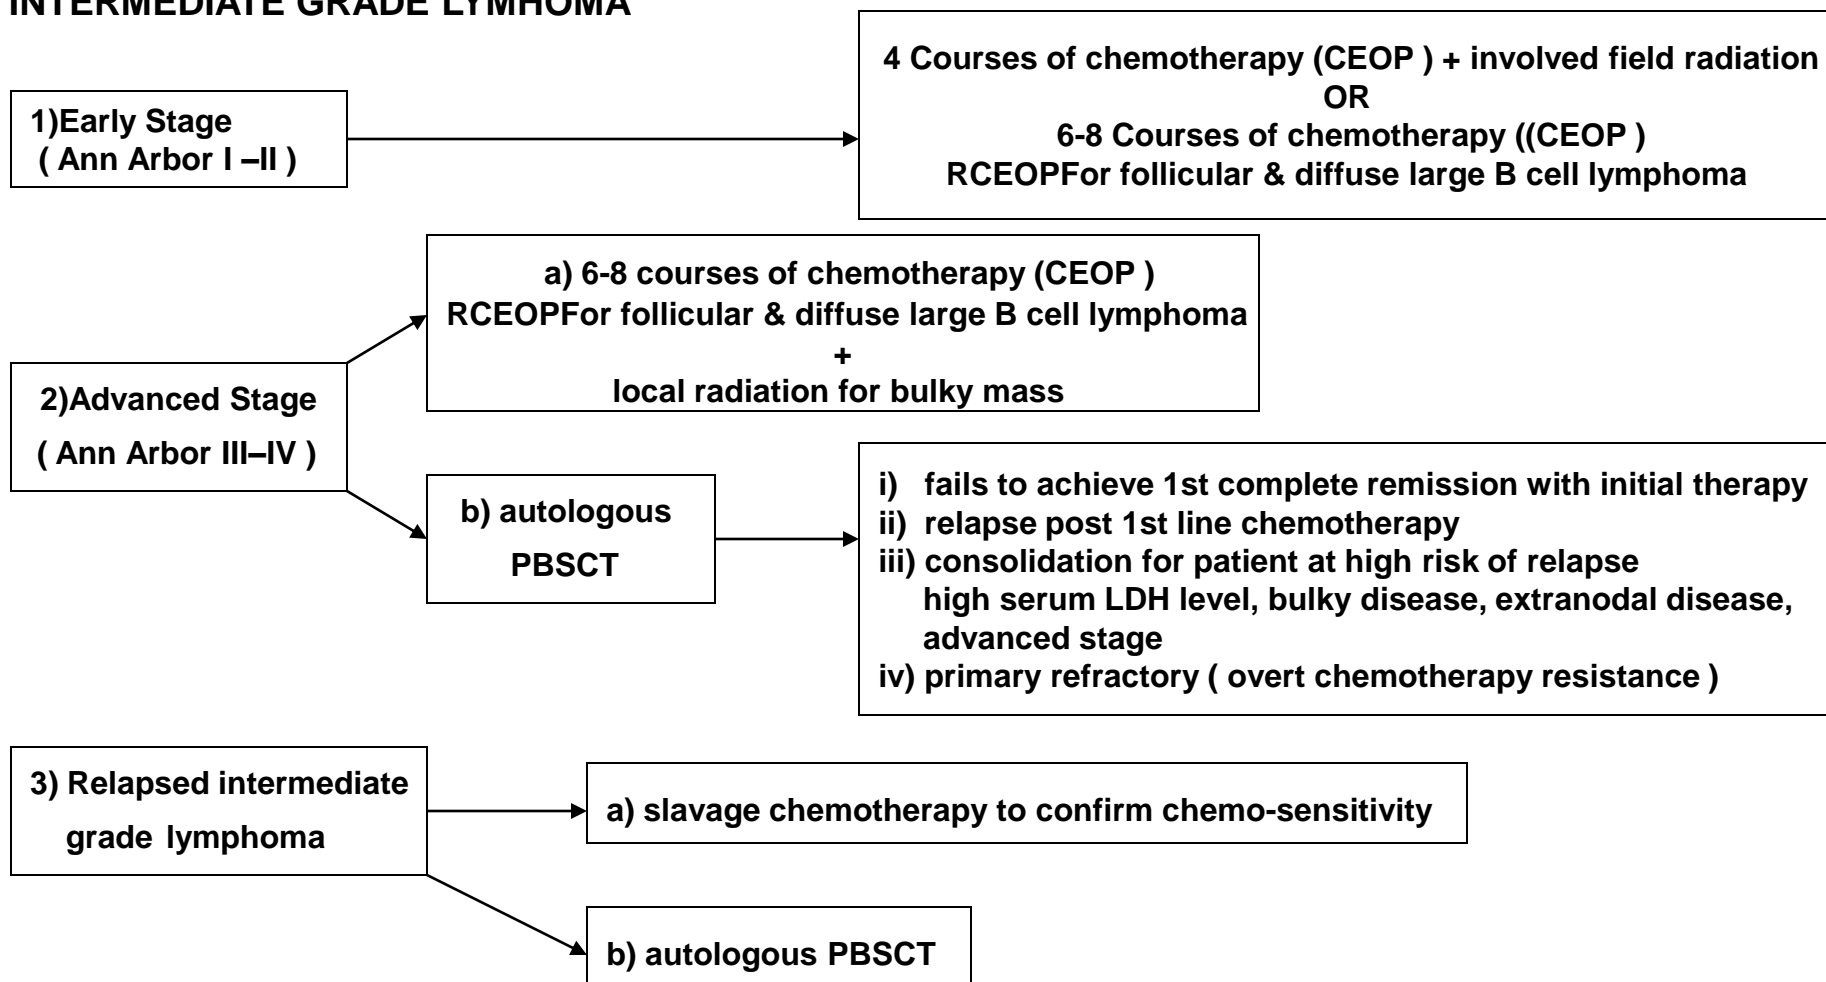 INTERMEDIATE GRADE LYMHOMA
4 Courses of chemotherapy (CEOP ) + involved field radiation
OR
6-8 Courses of chemotherapy ((CEOP )
RCEOPFor follicular & diffuse large B cell lymphoma
1)Early Stage
( Ann Arbor I –II )
a) 6-8 courses of chemotherapy (CEOP )
RCEOPFor follicular & diffuse large B cell lymphoma
+
local radiation for bulky mass
2)Advanced Stage
( Ann Arbor III–IV )
b) autologous
PBSCT
i) fails to achieve 1st complete remission with initial therapy
ii) relapse post 1st line chemotherapy
iii) consolidation for patient at high risk of relapse
high serum LDH level, bulky disease, extranodal disease,
advanced stage
iv) primary refractory ( overt chemotherapy resistance )
3) Relapsed intermediate
grade lymphoma
a) slavage chemotherapy to confirm chemo-sensitivity
b) autologous PBSCT